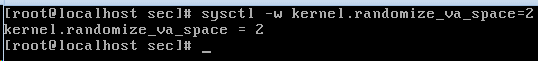 [root@localhost sec]# sysctl -w kernel.randomize_va_space=2
kernel.randomize_va_space = 2
[root@localhost sec]# _